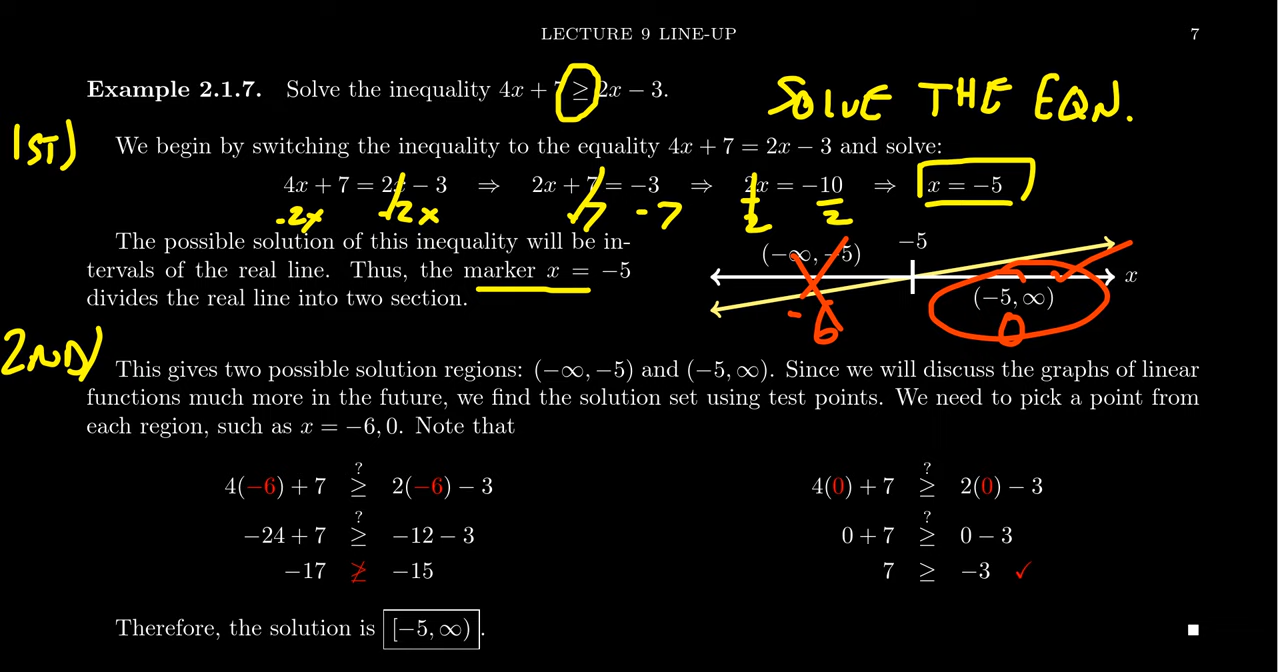 LECTURE 9 LINE-UP 7
Example 2.1.7. Solve the inequality 4x + 7 ≥ 2x − 3.
SOLVE THE EQN.
1ST)
We begin by switching the inequality to the equality 4x + 7 = 2x − 3 and solve:
4x + 7 = 2x − 3 ⇒ 2x + 7 = −3 ⇒ 2x = −10 ⇒ x = −5
-2x -2x -7 -7 2 2
The possible solution of this inequality will be in-
tervals of the real line. Thus, the marker x = −5
divides the real line into two section.
(−∞, −5) −5
x
(−5, ∞)
-6 0
2ND)
This gives two possible solution regions: (−∞, −5) and (−5, ∞). Since we will discuss the graphs of linear
functions much more in the future, we find the solution set using test points. We need to pick a point from
each region, such as x = −6, 0. Note that
4(−6) + 7 ≥? 2(−6) − 3 4(0) + 7 ≥? 2(0) − 3
−24 + 7 ≥? −12 − 3 0 + 7 ≥? 0 − 3
−17 ≱ −15 7 ≥ −3 ✓
Therefore, the solution is [−5, ∞). ■